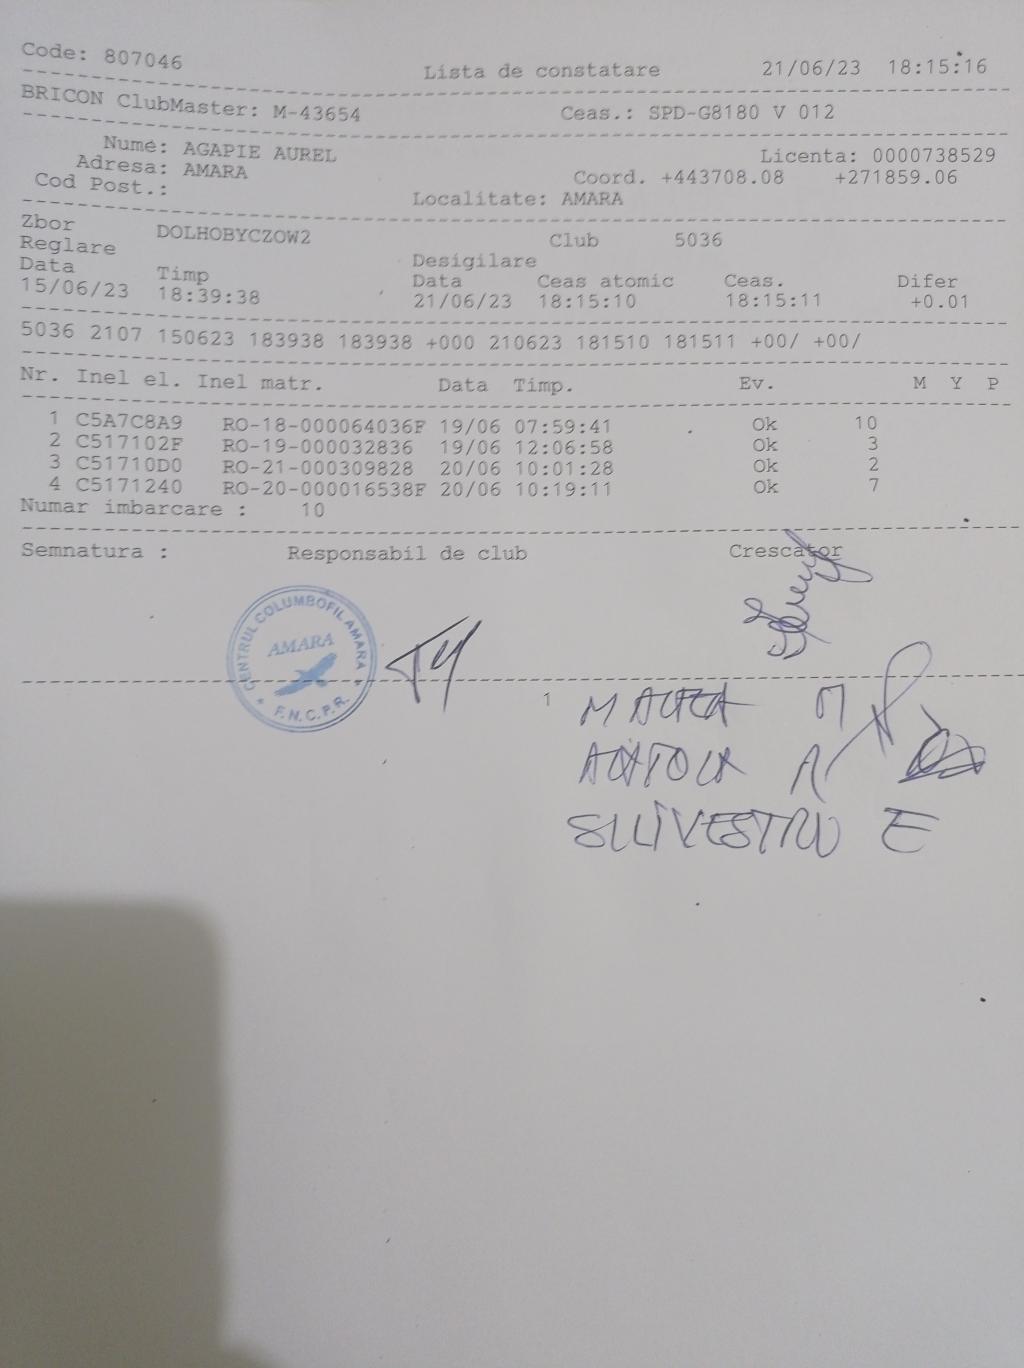 Code: 807046 Lista de constatare 21/06/23 18:15:16
BRICON ClubMaster: M-43654 Ceas.: SPD-G8180 V 012
Nume: AGAPIE AUREL Licenta: 0000738529
Adresa: AMARA Coord. +443708.08 +271859.06
Cod Post.: Localitate: AMARA
Zbor DOLHOBYCZOW2 Club 5036
Reglare Desigilare
Data Timp Data Ceas atomic Ceas. Difer
15/06/23 18:39:38 21/06/23 18:15:10 18:15:11 +0.01
5036 2107 150623 183938 183938 +000 210623 181510 181511 +00/ +00/
Nr. Inel el. Inel matr. Data Timp. Ev. M Y P
1 C5A7C8A9 RO-18-000064036F 19/06 07:59:41 Ok 10
2 C517102F RO-19-000032836 19/06 12:06:58 Ok 3
3 C51710D0 RO-21-000309828 20/06 10:01:28 Ok 2
4 C5171240 RO-20-000016538F 20/06 10:19:11 Ok 7
Numar imbarcare : 10
Semnatura : Responsabil de club Crescator
CENTRUL COLUMBOFIL AMARA
AMARA
F.N.C.P.R.
1
SILIVESTRU E